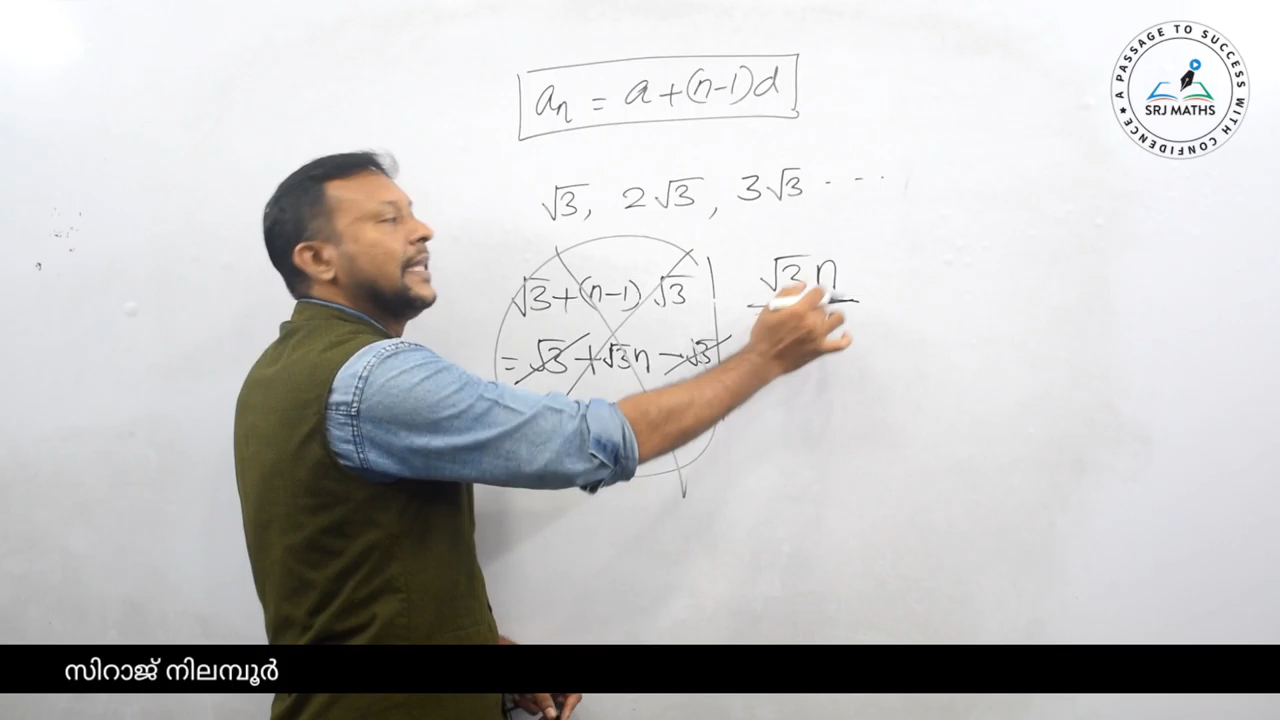 aₙ = a+(n-1)d
√3, 2√3, 3√3 - - -
√3+(n-1) √3
= √3 + √3n - √3
√3 n
A PASSAGE TO SUCCESS WITH CONFIDENCE
SRJ MATHS
സിറാജ് നിലമ്പൂർ